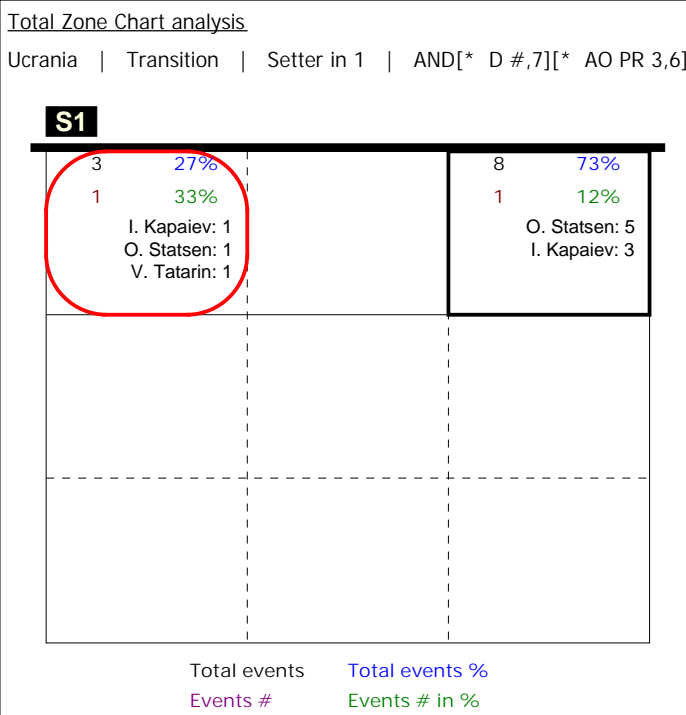 Total Zone Chart analysis
Ucrania | Transition | Setter in 1 | AND[* D #,7][* AO PR 3,6]
S1
3 27%
1 33%
I. Kapaiev: 1
O. Statsen: 1
V. Tatarin: 1
8 73%
1 12%
O. Statsen: 5
I. Kapaiev: 3
Total events Total events %
Events # Events # in %